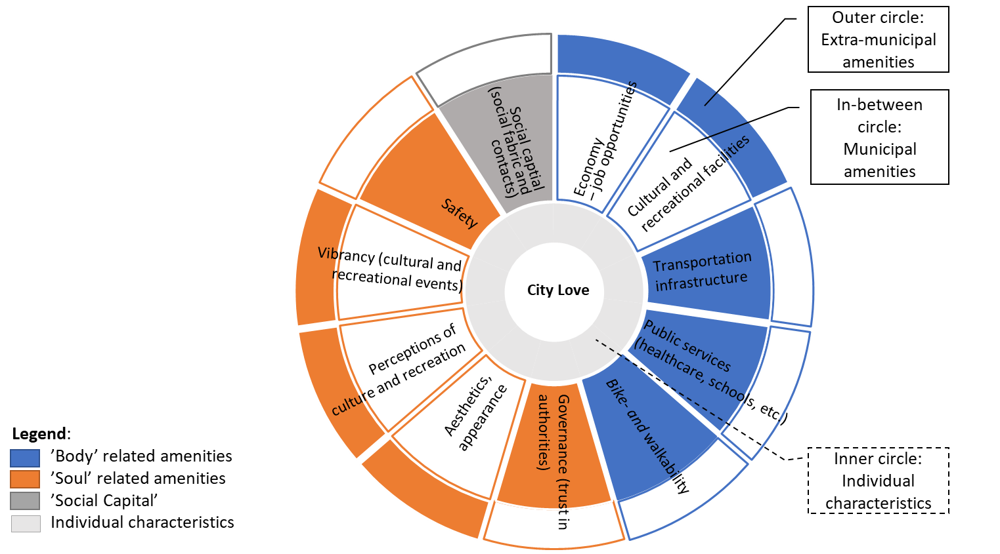 Outer circle:
Extra-municipal
amenities
In-between
circle:
Municipal
amenities
Economy
– job opportunities
Cultural and
recreational facilities
Transportation
infrastructure
Public services
(healthcare, schools, etc.)
Bike- and walkability
Governance (trust in
authorities)
Aesthetics,
appearance
Perceptions of
culture and recreation
Vibrancy (cultural and
recreational events)
Safety
Social captial
(social fabric and
contacts)
City Love
Legend:
’Body’ related amenities
’Soul’ related amenities
’Social Capital’
Individual characteristics
Inner circle:
Individual
characteristics